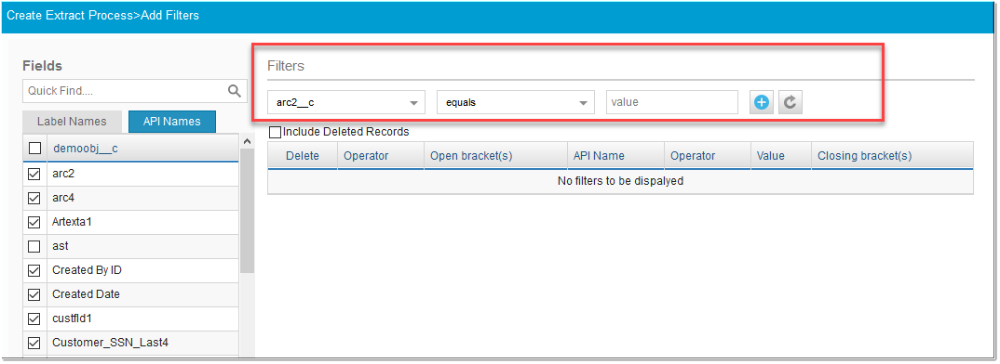 Create Extract Process>Add Filters
Fields
Quick Find....
Label Names API Names
demoobj__c
arc2
arc4
Artexta1
ast
Created By ID
Created Date
custfld1
Customer_SSN_Last4
Filters
arc2__c equals value
Include Deleted Records
Delete Operator Open bracket(s) API Name Operator Value Closing bracket(s)
No filters to be dispalyed